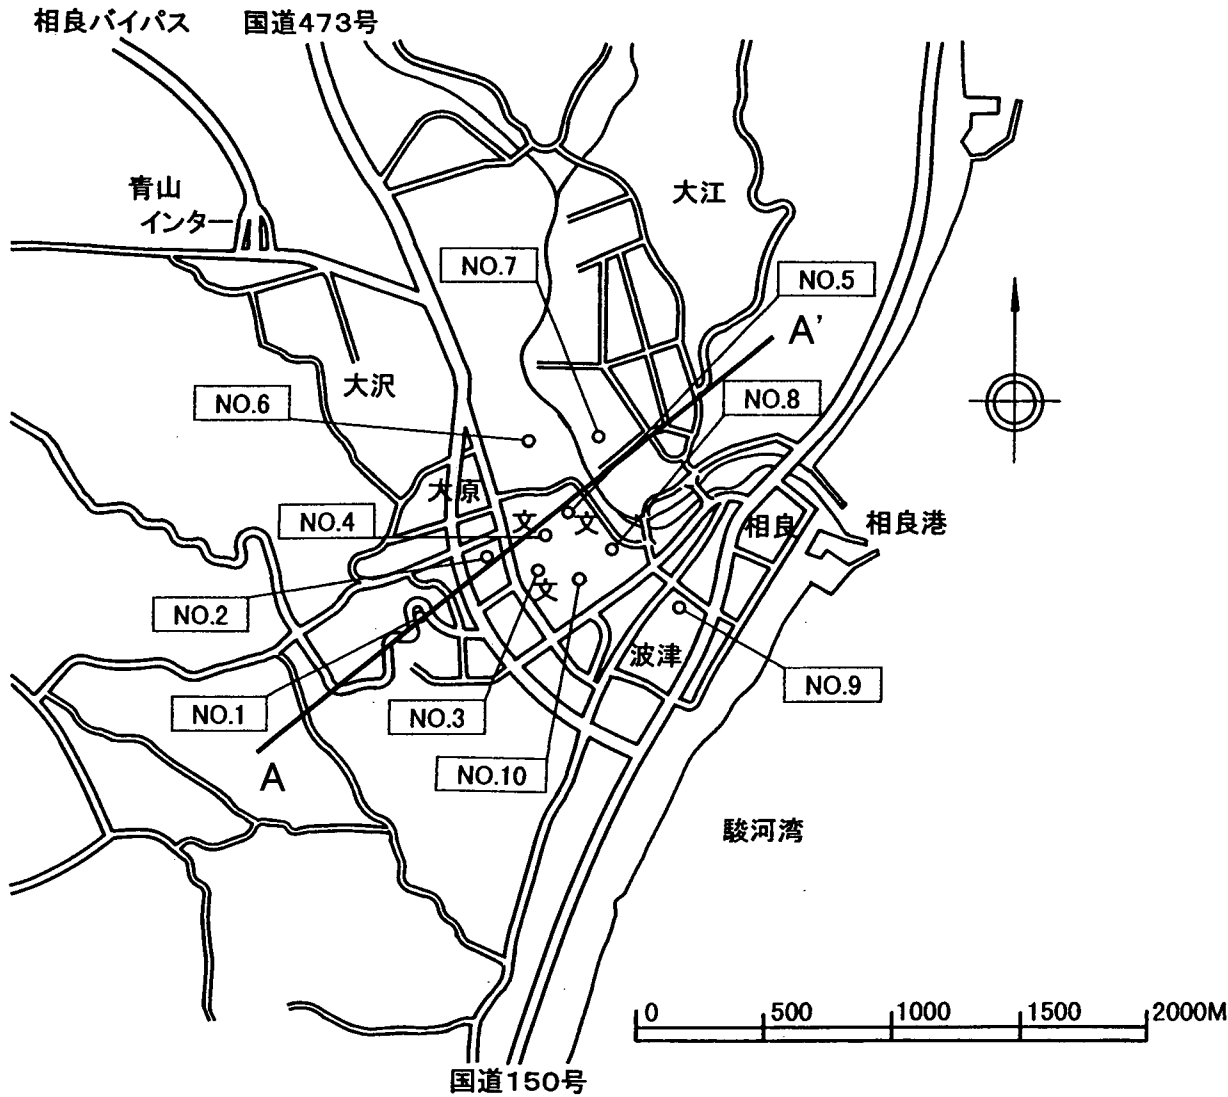 相良バイパス
国道473号
青山
インター
大江
NO.7
NO.5
A'
大沢
NO.6
NO.8
大原
NO.4
文
文
相良
相良港
NO.2
文
波津
NO.9
NO.1
NO.3
A
NO.10
駿河湾
0 500 1000 1500 2000M
国道150号